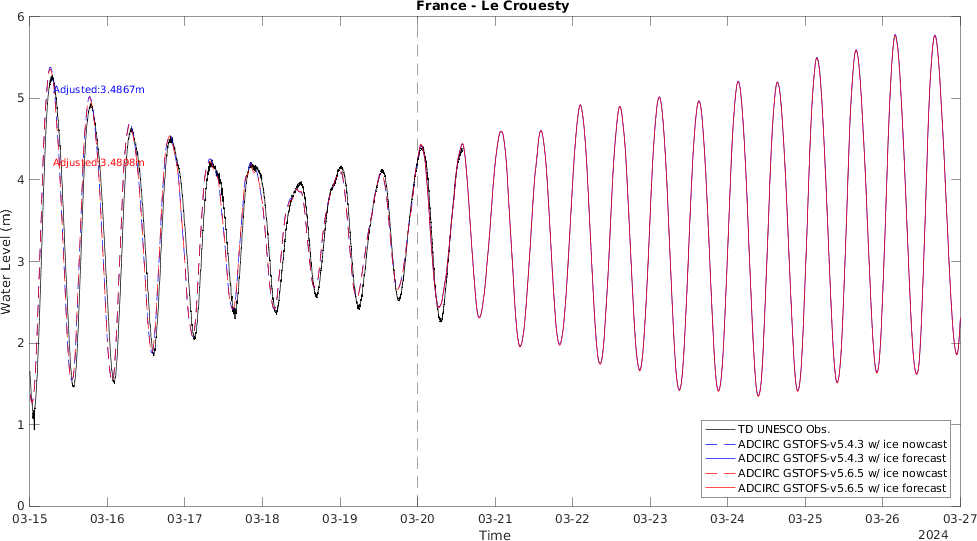 France - Le Crouesty
6
5
4
3
2
1
0
Water Level (m)
Adjusted:3.4867m
Adjusted:3.4898m
TD UNESCO Obs.
ADCIRC GSTOFS-v5.4.3 w/ ice nowcast
ADCIRC GSTOFS-v5.4.3 w/ ice forecast
ADCIRC GSTOFS-v5.6.5 w/ ice nowcast
ADCIRC GSTOFS-v5.6.5 w/ ice forecast
03-15 03-16 03-17 03-18 03-19 03-20 03-21 03-22 03-23 03-24 03-25 03-26 03-27
Time
2024